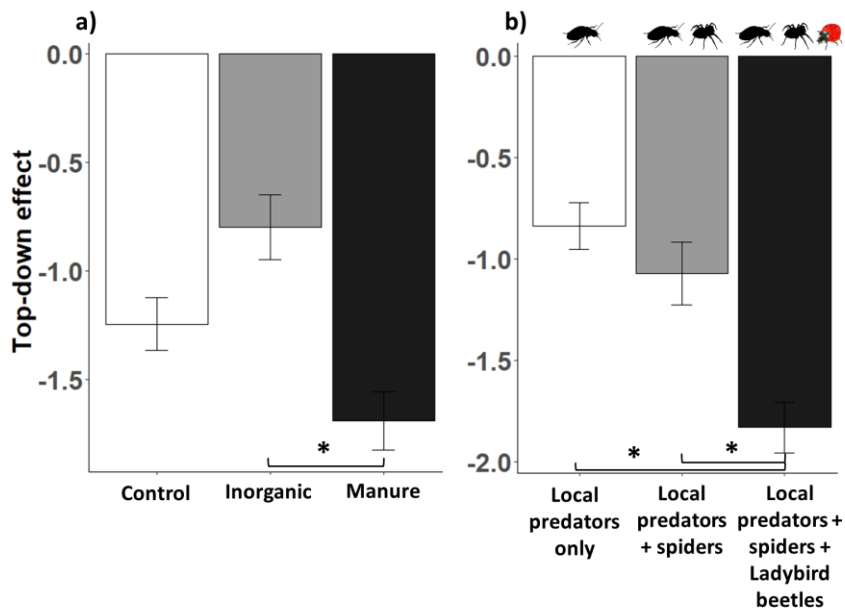 a)
Top-down effect
0.0
-0.5
-1.0
-1.5
*
Control Inorganic Manure
b)
0.0
-0.5
-1.0
-1.5
-2.0
* *
Local
predators
only
Local
predators
+ spiders
Local
predators +
spiders +
Ladybird
beetles